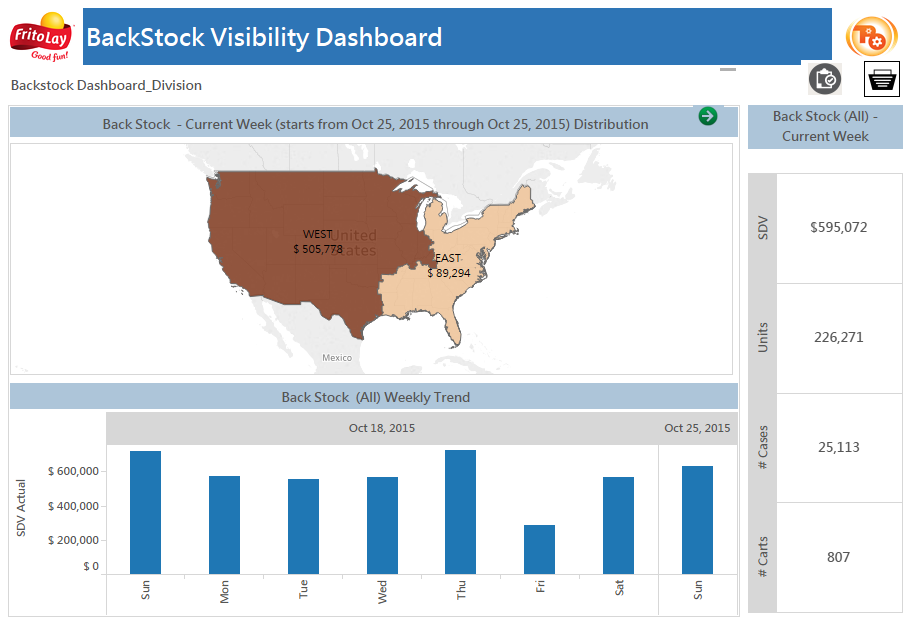 FritoLay
Good fun!
BackStock Visibility Dashboard
Backstock Dashboard_Division
Back Stock - Current Week (starts from Oct 25, 2015 through Oct 25, 2015) Distribution
United
States
WEST
$ 505,778
EAST
$ 89,294
Mexico
Back Stock (All) -
Current Week
SDV
$595,072
Units
226,271
# Cases
25,113
# Carts
807
Back Stock (All) Weekly Trend
Oct 18, 2015
Oct 25, 2015
SDV Actual
$ 600,000
$ 400,000
$ 200,000
$ 0
Sun
Mon
Tue
Wed
Thu
Fri
Sat
Sun